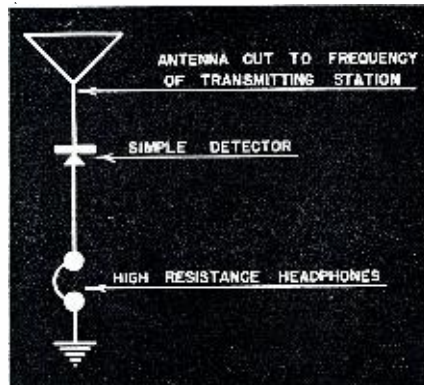 ANTENNA CUT TO FREQUENCY
OF TRANSMITTING STATION
SIMPLE DETECTOR
HIGH RESISTANCE HEADPHONES